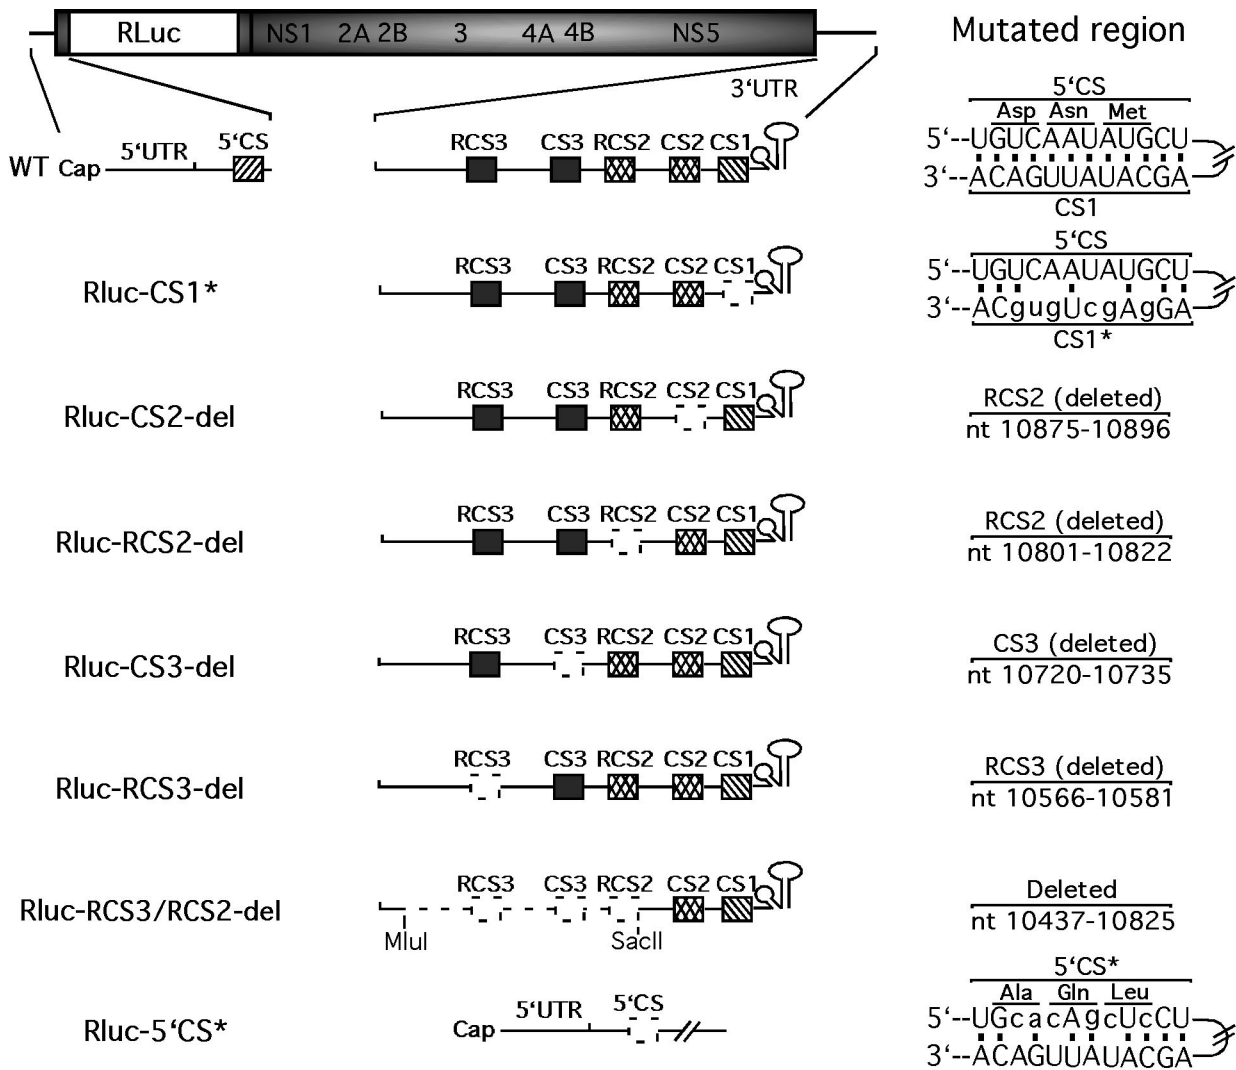 RLuc NS1 2A 2B 3 4A 4B NS5
Mutated region
3‘UTR
5‘CS
Asp Asn Met
WT Cap 5‘UTR 5‘CS RCS3 CS3 RCS2 CS2 CS1
5‘--UGUCAAUAUGCU
3‘--ACAGUUAUACGA
CS1
Rluc-CS1*
RCS3 CS3 RCS2 CS2 CS1
5‘CS
5‘--UGUCAAUAUGCU
3‘--ACgugUcgAgGA
CS1*
Rluc-CS2-del
RCS3 CS3 RCS2 CS2 CS1
RCS2 (deleted)
nt 10875-10896
Rluc-RCS2-del
RCS3 CS3 RCS2 CS2 CS1
RCS2 (deleted)
nt 10801-10822
Rluc-CS3-del
RCS3 CS3 RCS2 CS2 CS1
CS3 (deleted)
nt 10720-10735
Rluc-RCS3-del
RCS3 CS3 RCS2 CS2 CS1
RCS3 (deleted)
nt 10566-10581
Rluc-RCS3/RCS2-del
RCS3 CS3 RCS2 CS2 CS1
MluI SacII
Deleted
nt 10437-10825
Rluc-5‘CS*
Cap 5‘UTR 5‘CS
5‘CS*
Ala Gln Leu
5‘--UGcacAgcUcCU
3‘--ACAGUUAUACGA